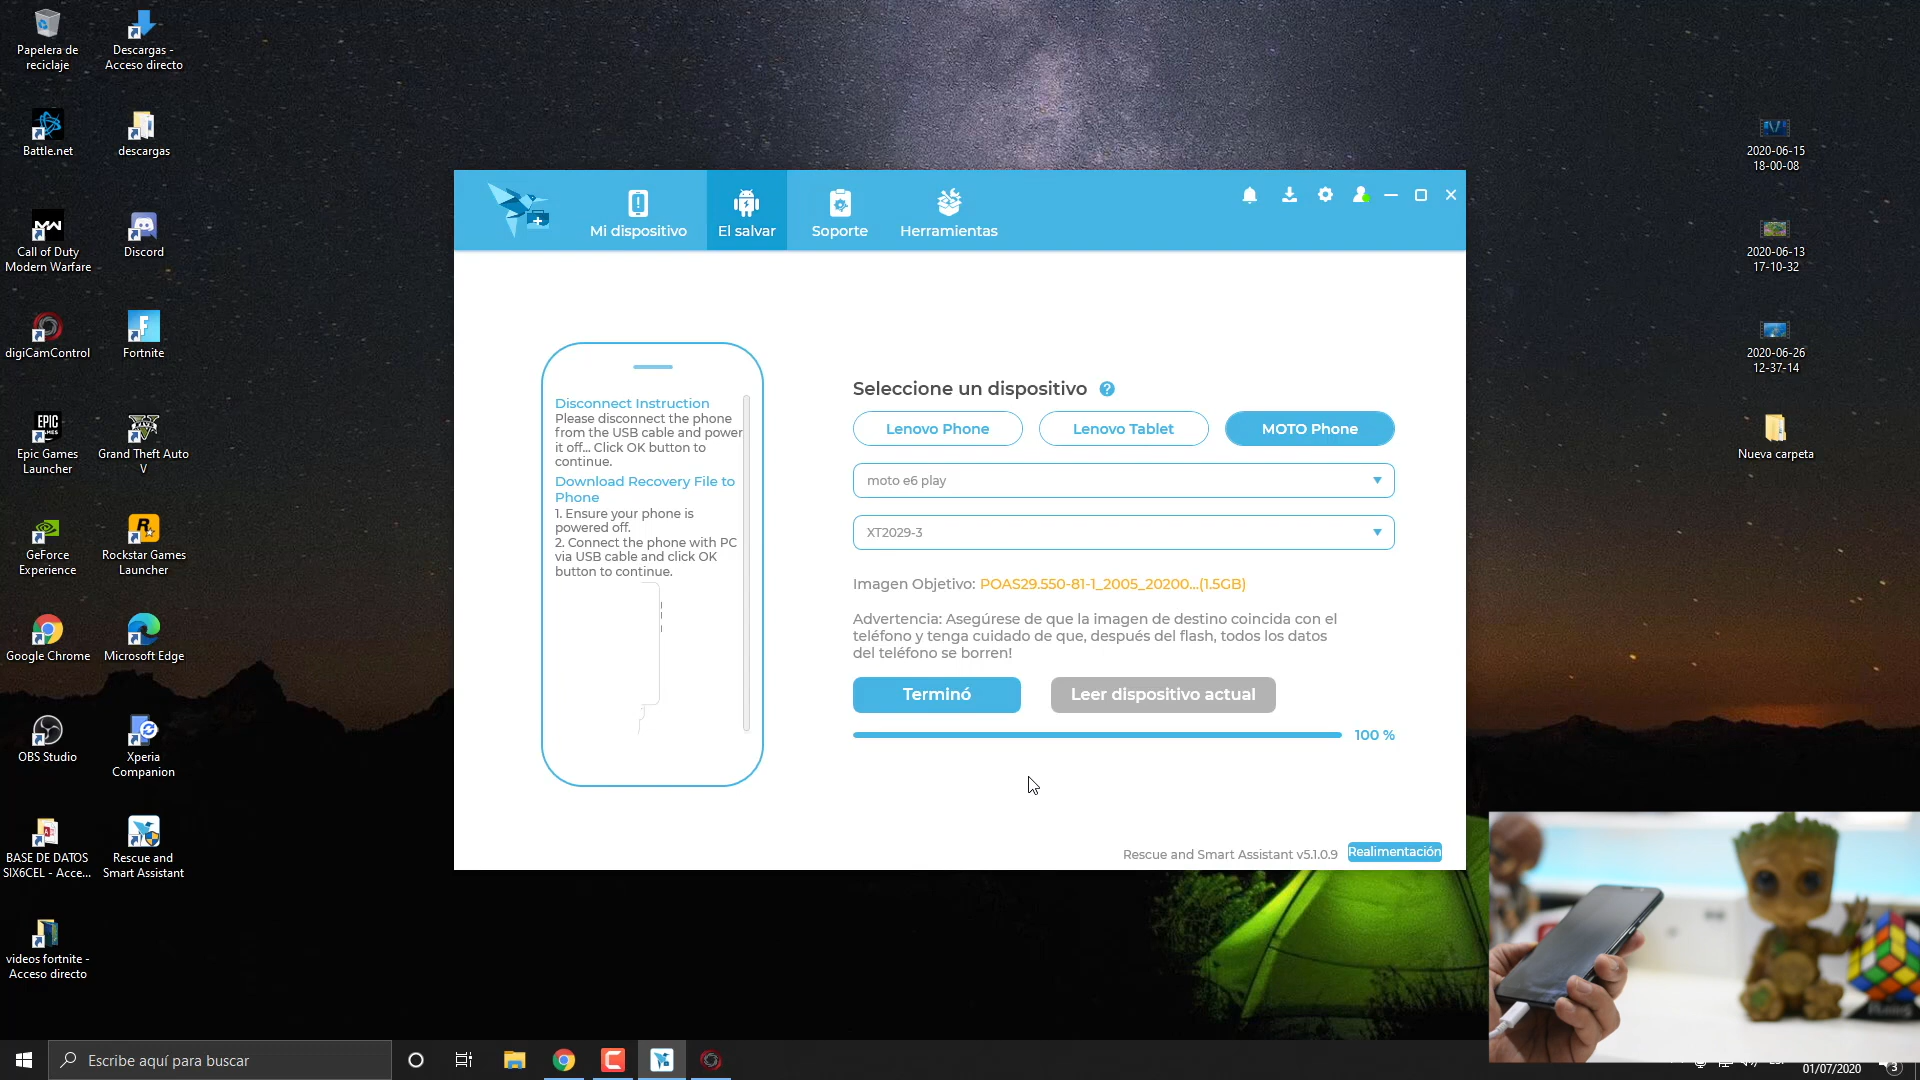 Papelera de
reciclaje
Descargas -
Acceso directo
Battle.net
descargas
Call of Duty
Modern Warfare
Discord
digiCamControl
Fortnite
EPIC
GAMES
Epic Games
Launcher
Grand Theft Auto
V
GeForce
Experience
Rockstar Games
Launcher
Google Chrome
Microsoft Edge
OBS Studio
Xperia
Companion
BASE DE DATOS
SIX6CEL - Acce...
Rescue and
Smart Assistant
videos fortnite -
Acceso directo
Mi dispositivo
El salvar
Soporte
Herramientas
Disconnect Instruction
Please disconnect the phone
from the USB cable and power
it off... Click OK button to
continue.
Download Recovery File to
Phone
1. Ensure your phone is
powered off.
2. Connect the phone with PC
via USB cable and click OK
button to continue.
Seleccione un dispositivo ?
Lenovo Phone
Lenovo Tablet
MOTO Phone
moto e6 play
XT2029-3
Imagen Objetivo: POAS29.550-81-1_2005_20200...(1.5GB)
Advertencia: Asegúrese de que la imagen de destino coincida con el
teléfono y tenga cuidado de que, después del flash, todos los datos
del teléfono se borren!
Terminó
Leer dispositivo actual
100 %
Rescue and Smart Assistant v5.1.0.9
Realimentación
2020-06-15
18-00-08
2020-06-13
17-10-32
2020-06-26
12-37-14
Nueva carpeta
Escribe aquí para buscar
01/07/2020
3